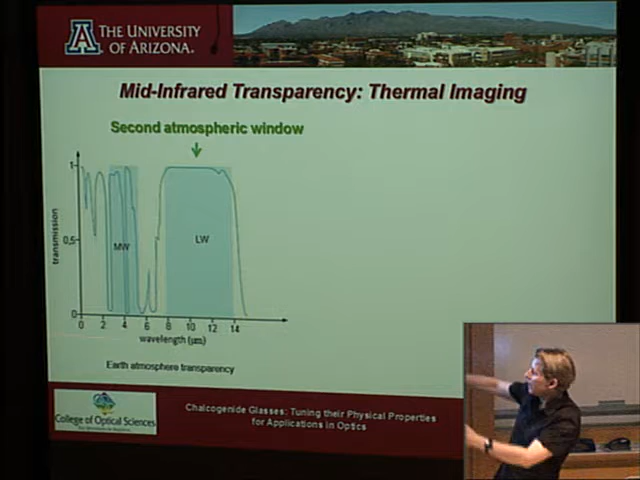 THE UNIVERSITY
OF ARIZONA.
Mid-Infrared Transparency: Thermal Imaging
Second atmospheric window
1
0,5
0
transmission
MW
LW
0 2 4 6 8 10 12 14
wavelength (µm)
Earth atmosphere transparency
College of Optical Sciences
Chalcogenide Glasses: Tuning their Physical Properties
for Applications in Optics